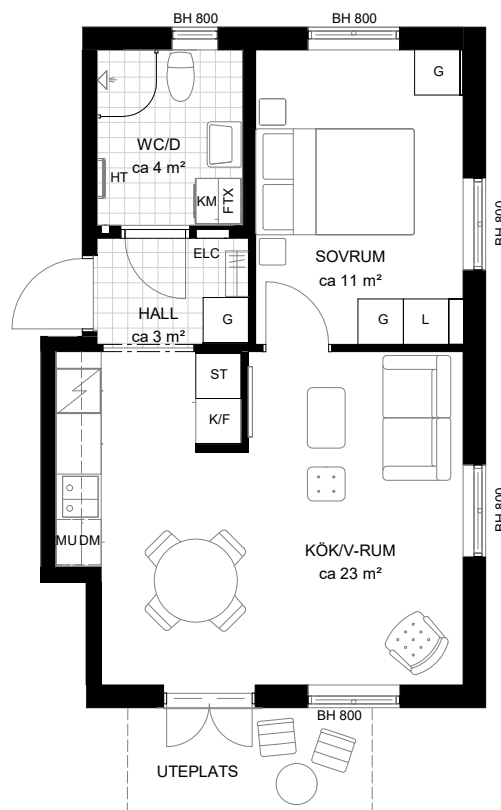 BH 800
BH 800
G
WC/D
ca 4 m²
HT
KM
FTX
BH 800
ELC
SOVRUM
ca 11 m²
HALL
ca 3 m²
G
G
L
ST
K/F
BH 800
MU DM
KÖK/V-RUM
ca 23 m²
BH 800
UTEPLATS